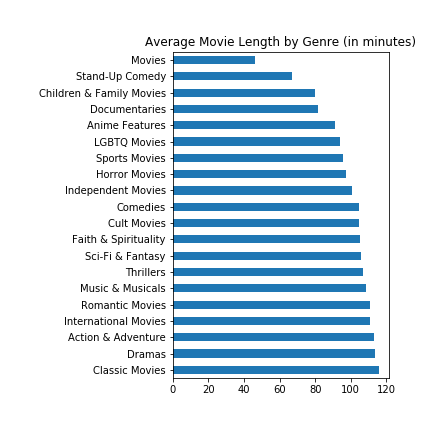 Average Movie Length by Genre (in minutes)
Movies
Stand-Up Comedy
Children & Family Movies
Documentaries
Anime Features
LGBTQ Movies
Sports Movies
Horror Movies
Independent Movies
Comedies
Cult Movies
Faith & Spirituality
Sci-Fi & Fantasy
Thrillers
Music & Musicals
Romantic Movies
International Movies
Action & Adventure
Dramas
Classic Movies
0 20 40 60 80 100 120